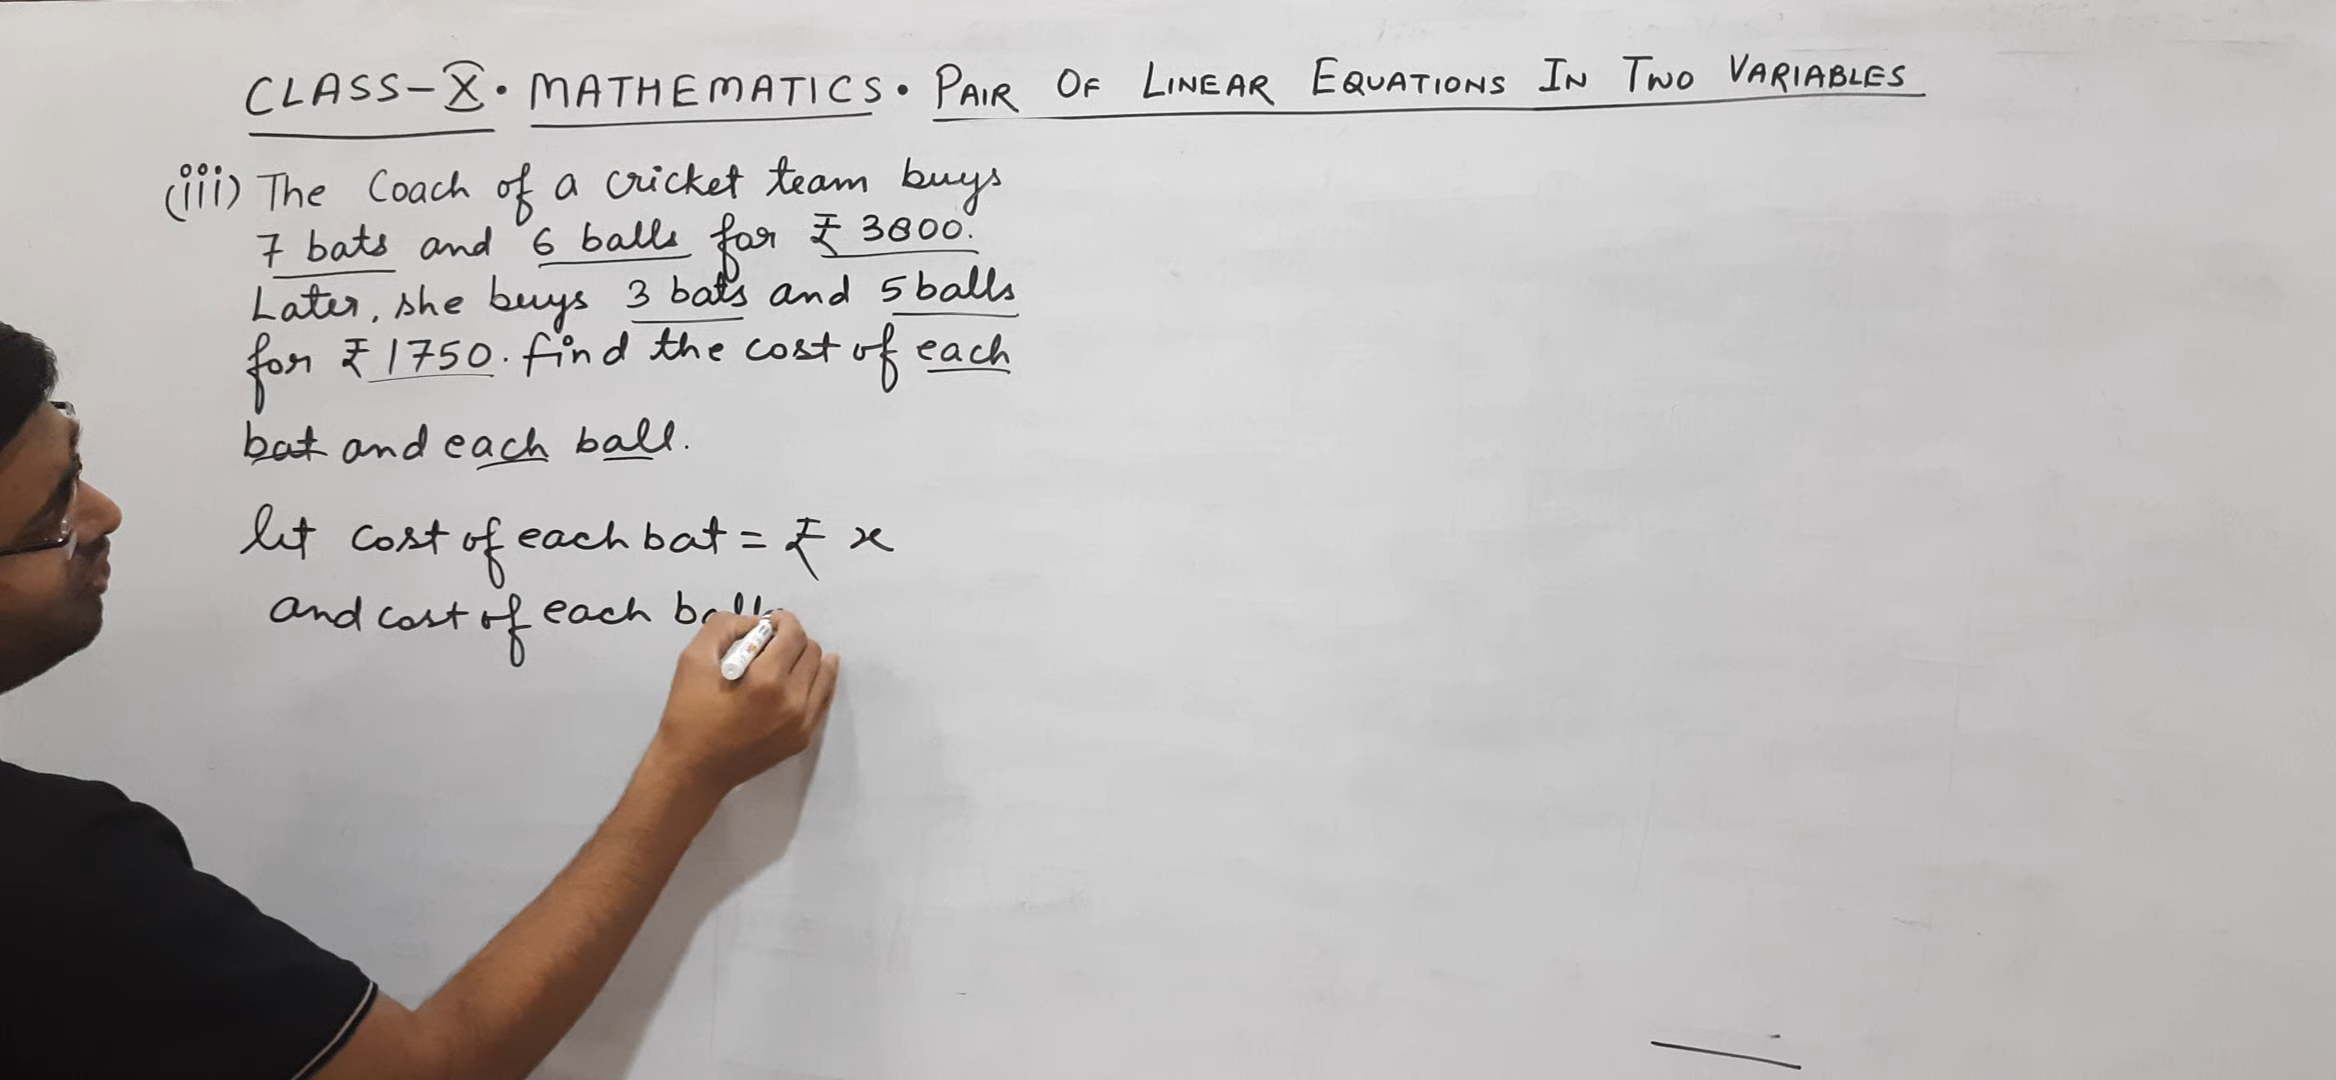 CLASS-X • MATHEMATICS • PAIR OF LINEAR EQUATIONS IN TWO VARIABLES
(iii) The Coach of a cricket team buys
7 bats and 6 balls for ₹ 3800.
Later, she buys 3 bats and 5 balls
for ₹ 1750. find the cost of each
bat and each ball.
let cost of each bat = ₹ x
and cost of each ball